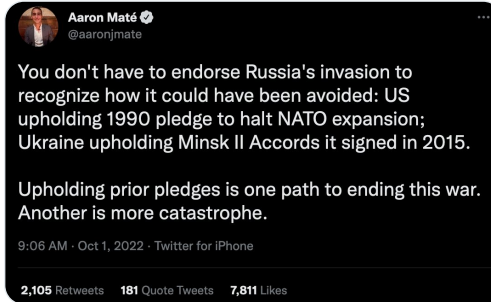 Aaron Maté
@aaronjmate
You don't have to endorse Russia's invasion to
recognize how it could have been avoided: US
upholding 1990 pledge to halt NATO expansion;
Ukraine upholding Minsk II Accords it signed in 2015.
Upholding prior pledges is one path to ending this war.
Another is more catastrophe.
9:06 AM · Oct 1, 2022 · Twitter for iPhone
2,105 Retweets 181 Quote Tweets 7,811 Likes